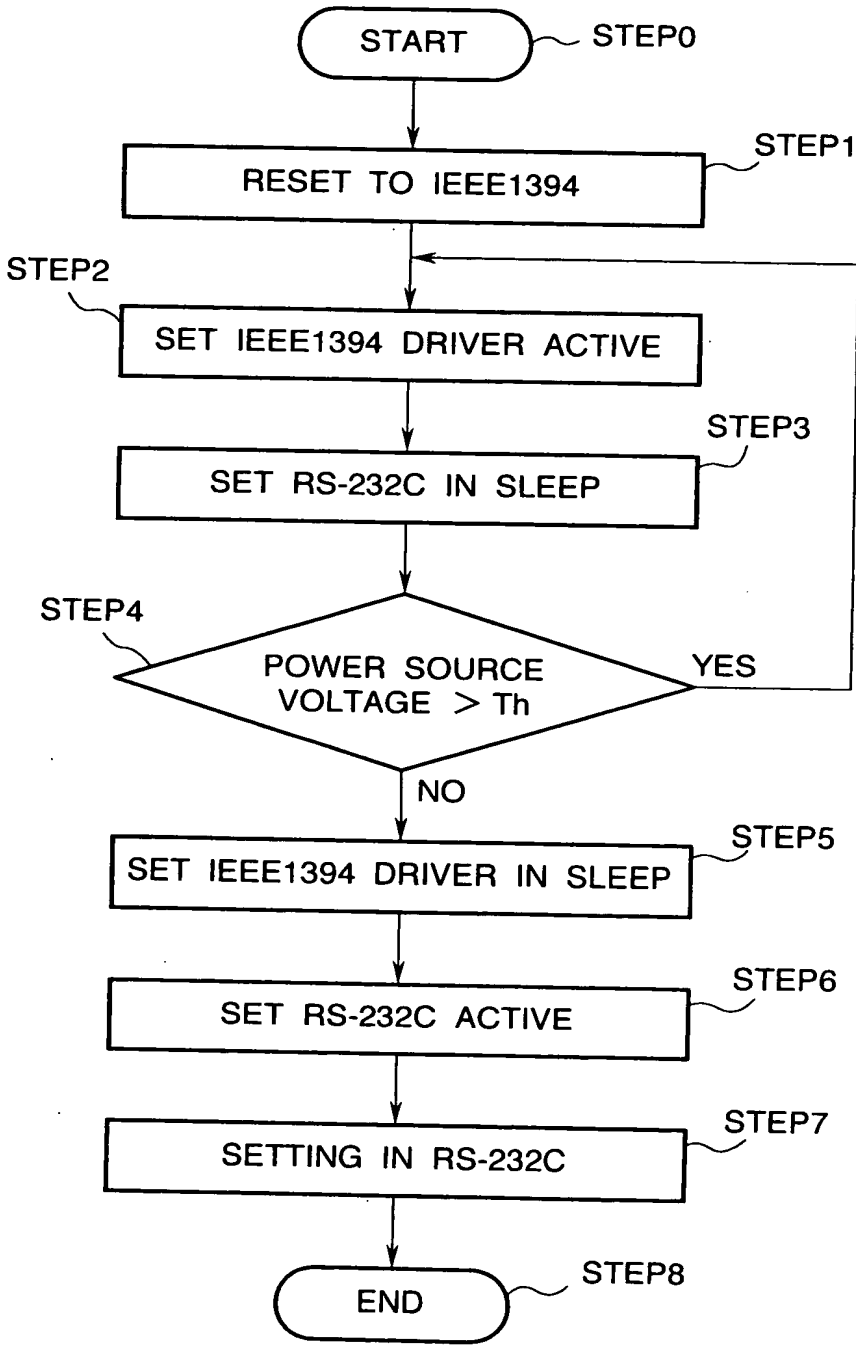 START
STEP0
STEP1
RESET TO IEEE1394
STEP2
SET IEEE1394 DRIVER ACTIVE
STEP3
SET RS-232C IN SLEEP
STEP4
POWER SOURCE
VOLTAGE > Th
YES
NO
STEP5
SET IEEE1394 DRIVER IN SLEEP
STEP6
SET RS-232C ACTIVE
STEP7
SETTING IN RS-232C
STEP8
END